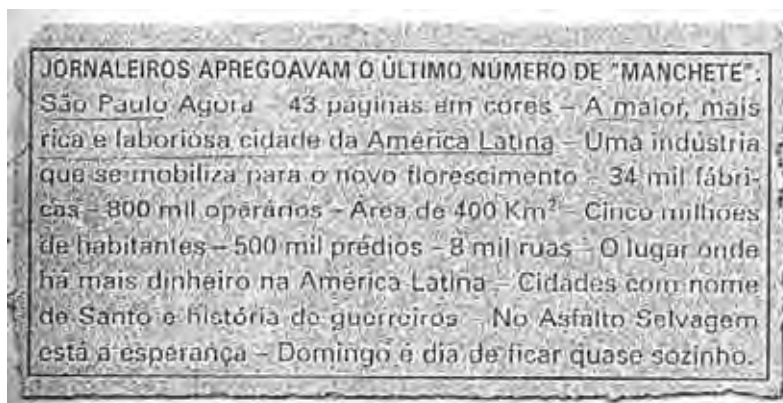 JORNALEIROS APREGOAVAM O ÚLTIMO NÚMERO DE "MANCHETE":
São Paulo Agora – 43 páginas em cores – A maior, mais
rica e laboriosa cidade da América Latina – Uma indústria
que se mobiliza para o novo florescimento – 34 mil fábri-
cas – 800 mil operários – Área de 400 Km² – Cinco milhões
de habitantes – 500 mil prédios – 8 mil ruas – O lugar onde
há mais dinheiro na América Latina – Cidades com nome
de Santo e história de guerreiros – No Asfalto Selvagem
está a esperança – Domingo é dia de ficar quase sozinho.